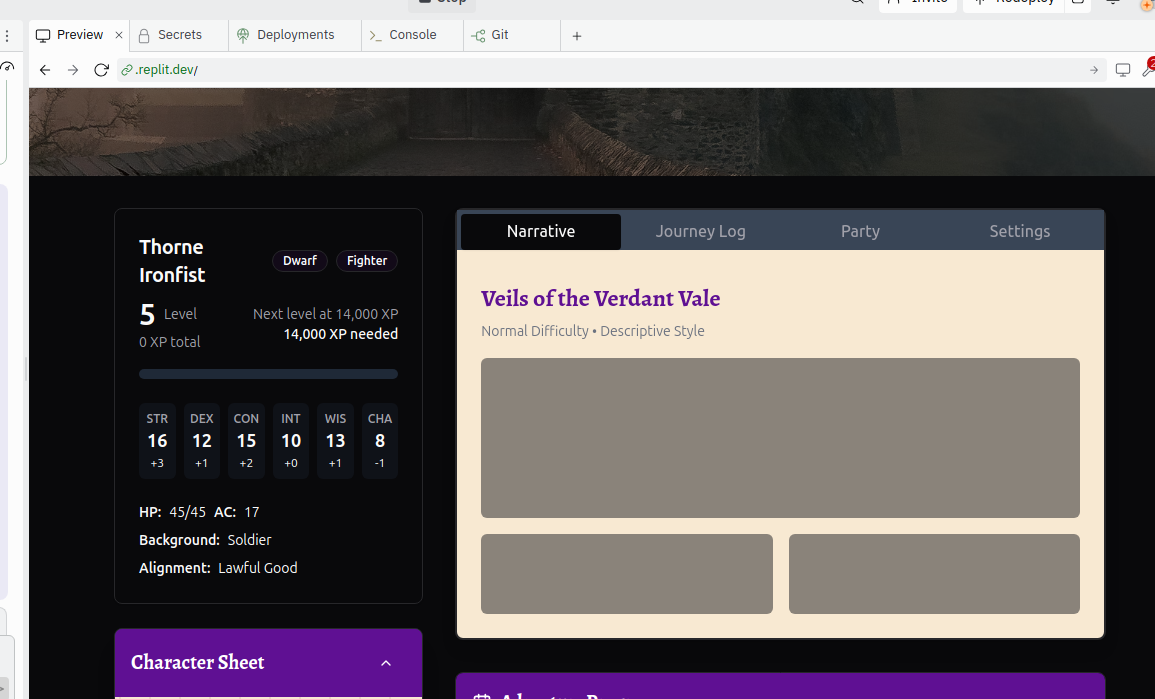 Stop
Invite
Redeploy
Preview
Secrets
Deployments
Console
Git
.replit.dev/
2
Thorne
Ironfist
Dwarf
Fighter
5 Level
Next level at 14,000 XP
0 XP total
14,000 XP needed
STR DEX CON INT WIS CHA
16 12 15 10 13 8
+3 +1 +2 +0 +1 -1
HP: 45/45 AC: 17
Background: Soldier
Alignment: Lawful Good
Character Sheet
Narrative
Journey Log
Party
Settings
Veils of the Verdant Vale
Normal Difficulty • Descriptive Style